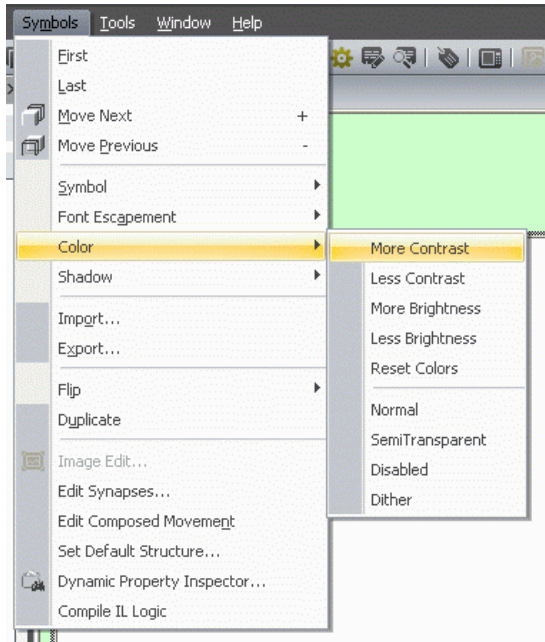 Symbols Tools Window Help
First
Last
Move Next +
Move Previous -
Symbol
Font Escapement
Color
Shadow
Import...
Export...
Flip
Duplicate
Image Edit...
Edit Synapses...
Edit Composed Movement
Set Default Structure...
Dynamic Property Inspector...
Compile IL Logic
More Contrast
Less Contrast
More Brightness
Less Brightness
Reset Colors
Normal
SemiTransparent
Disabled
Dither